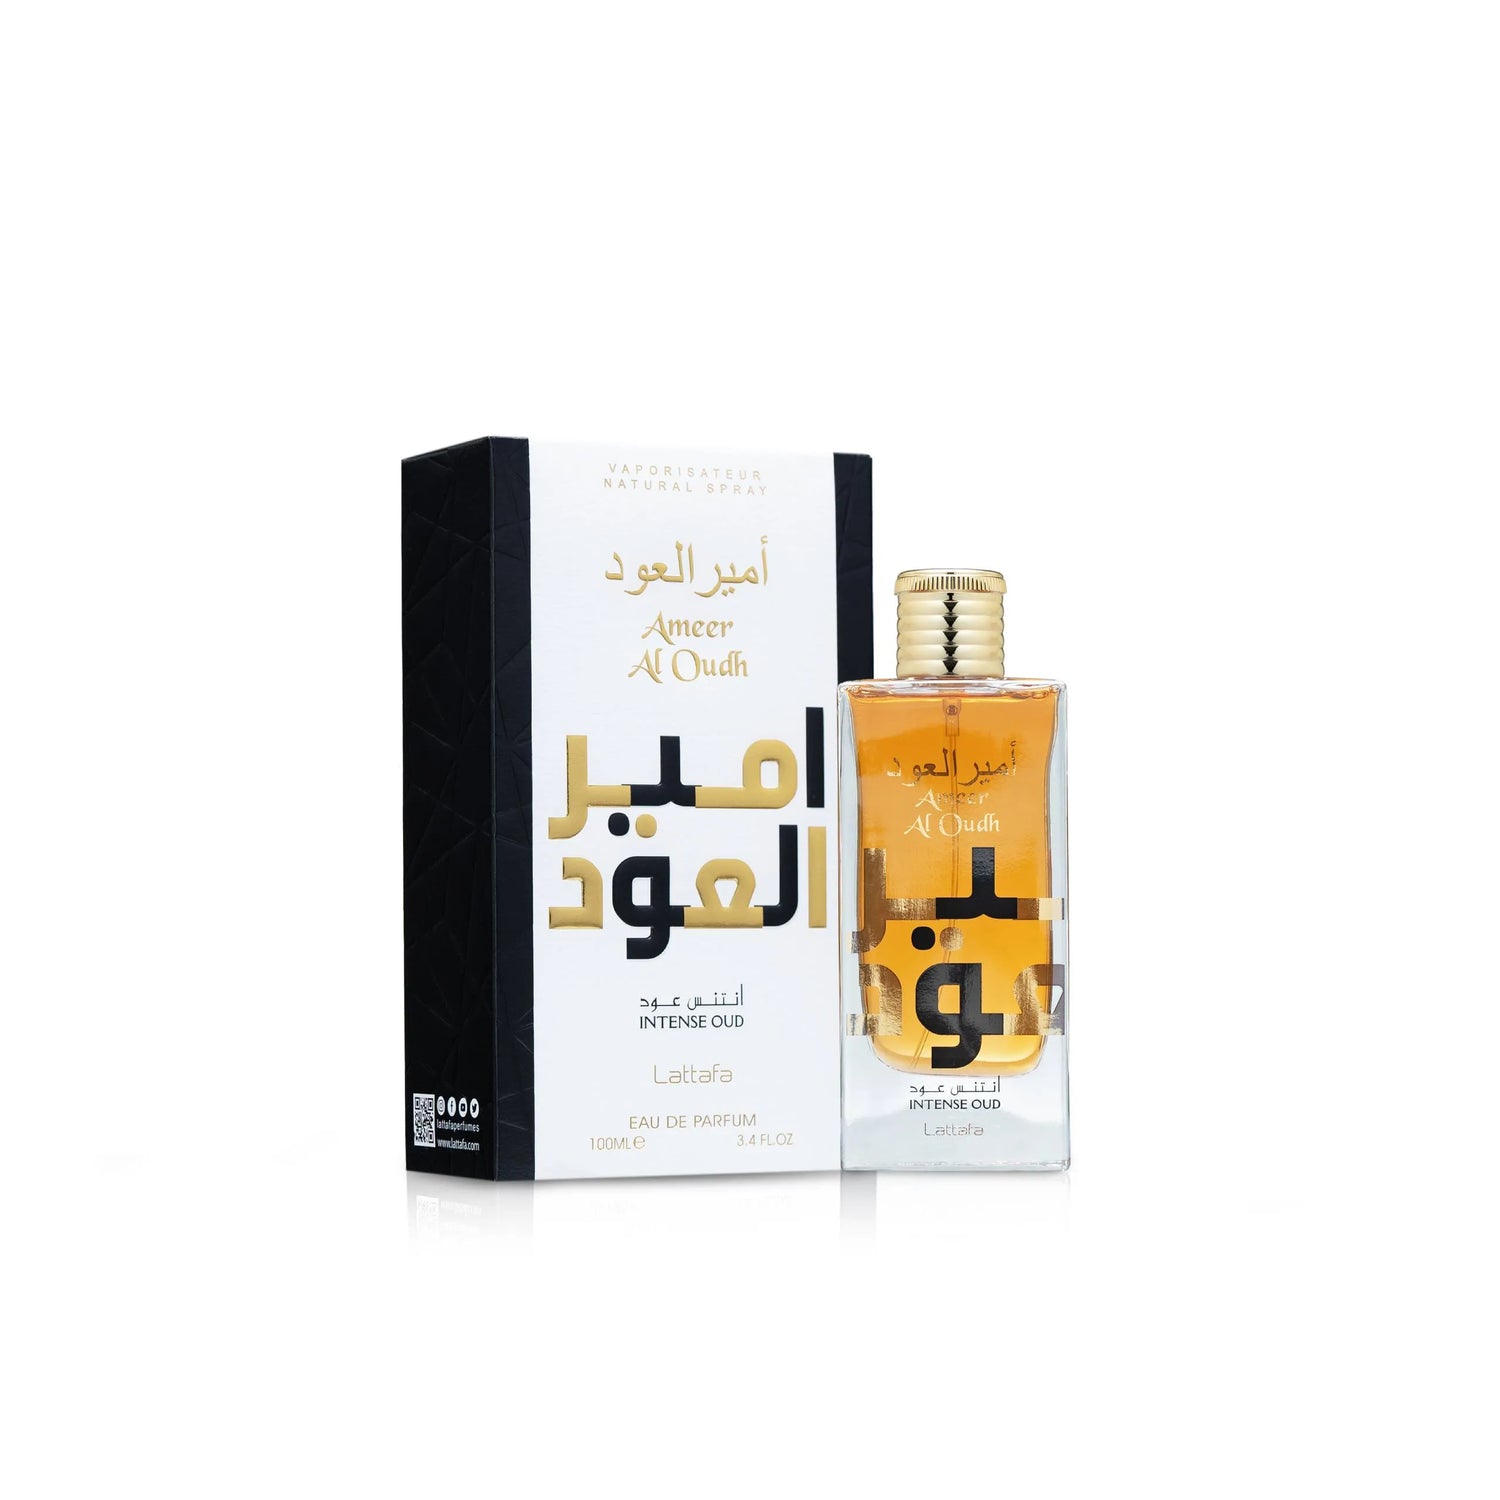 VAPORISATEUR
NATURAL SPRAY
أمير العود
Ameer
Al Oudh
امير
العود
انتنس عود
INTENSE OUD
Lattafa
EAU DE PARFUM
100ML e 3.4 FL.OZ
lattafaperfumes
www.lattafa.com
أمير العود
Ameer
Al Oudh
انتنس عود
INTENSE OUD
Lattafa